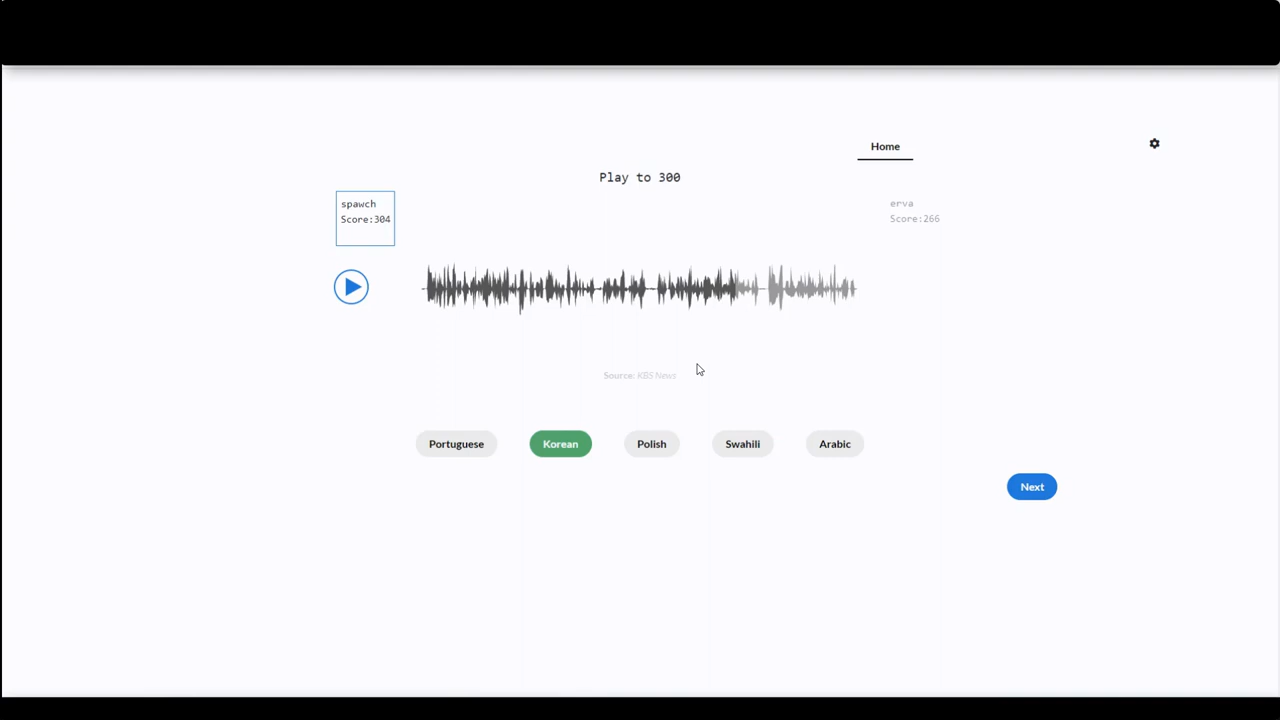 Home
Play to 300
spawch
Score:304
erva
Score:266
Source: KBS News
Portuguese
Korean
Polish
Swahili
Arabic
Next